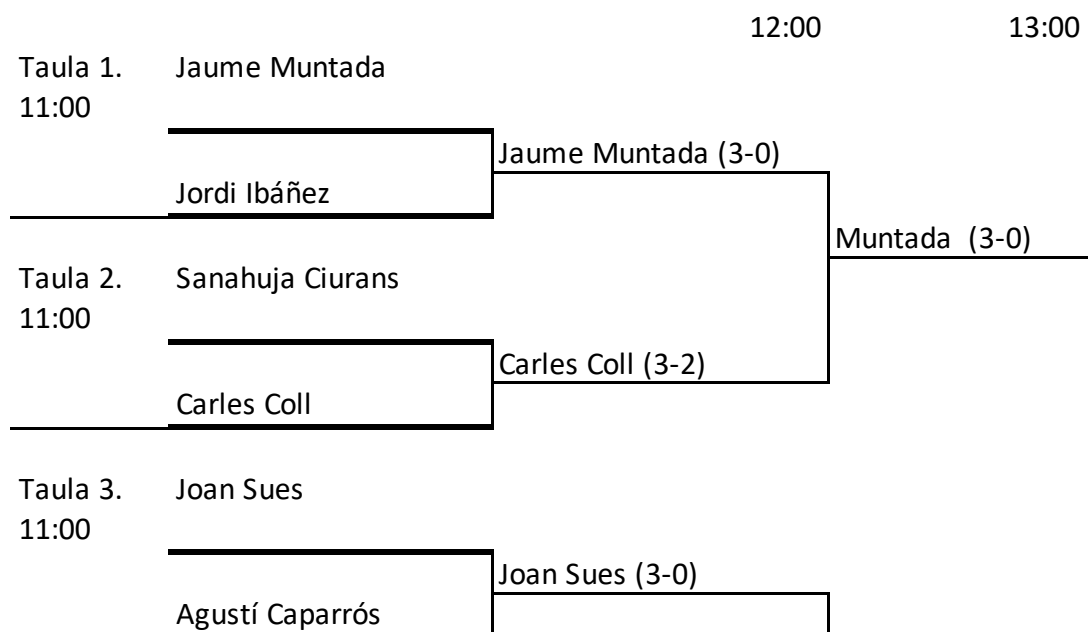 12:00 13:00
Taula 1. Jaume Muntada
11:00
Jaume Muntada (3-0)
Jordi Ibáñez
Muntada (3-0)
Taula 2. Sanahuja Ciurans
11:00
Carles Coll (3-2)
Carles Coll
Taula 3. Joan Sues
11:00
Joan Sues (3-0)
Agustí Caparrós